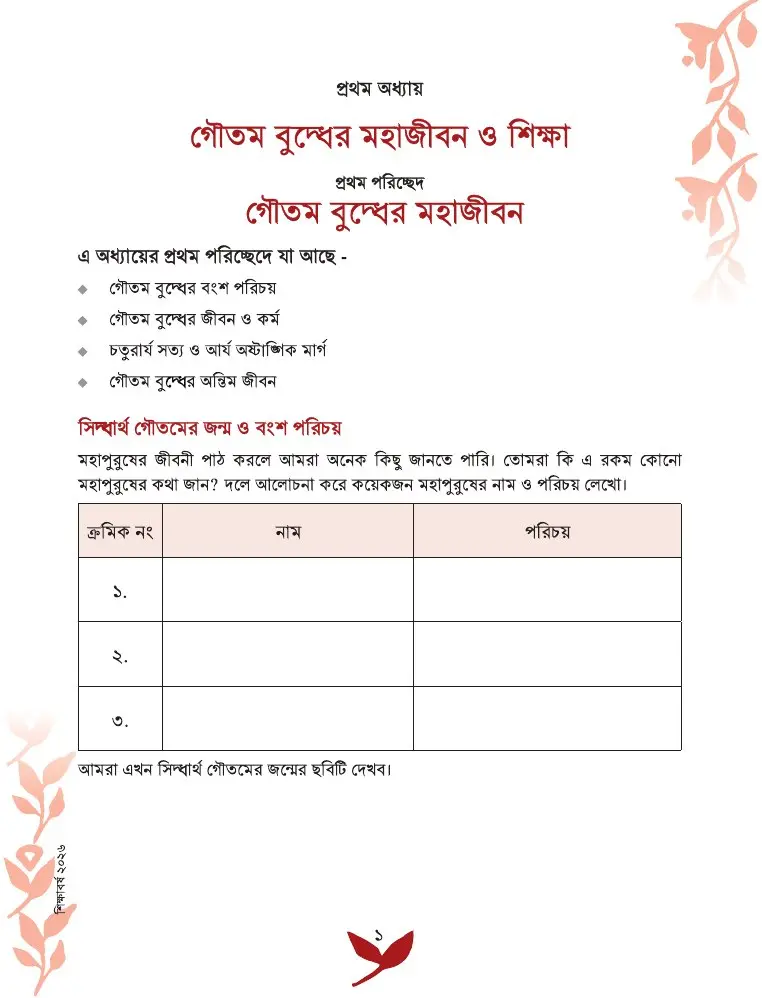 প্রথম অধ্যায়
গৌতম বুদ্ধের মহাজীবন ও শিক্ষা
প্রথম পরিচ্ছেদ
গৌতম বুদ্ধের মহাজীবন
এ অধ্যায়ের প্রথম পরিচ্ছেদে যা আছে -
◆ গৌতম বুদ্ধের বংশ পরিচয়
◆ গৌতম বুদ্ধের জীবন ও কর্ম
◆ চতুরার্য সত্য ও আর্য অষ্টাঙ্গিক মার্গ
◆ গৌতম বুদ্ধের অন্তিম জীবন
সিদ্ধার্থ গৌতমের জন্ম ও বংশ পরিচয়
মহাপুরুষের জীবনী পাঠ করলে আমরা অনেক কিছু জানতে পারি। তোমরা কি এ রকম কোনো
মহাপুরুষের কথা জান? দলে আলোচনা করে কয়েকজন মহাপুরুষের নাম ও পরিচয় লেখো।
ক্রমিক নং নাম পরিচয়
১.
২.
৩.
আমরা এখন সিদ্ধার্থ গৌতমের জন্মের ছবিটি দেখব।
শিক্ষাবর্ষ ২০২৬
১